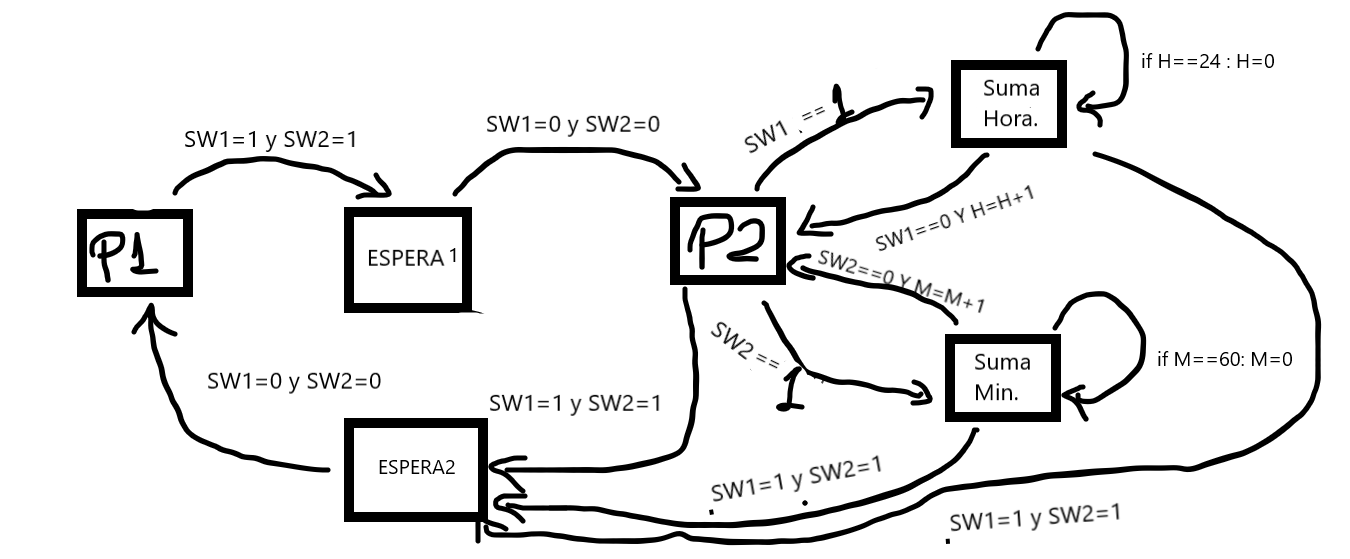 if H==24 : H=0
Suma
Hora.
SW1 == 1
SW1=0 y SW2=0
SW1=1 y SW2=1
SW1==0 Y H=H+1
P1
ESPERA 1
P2
SW2==0 Y M=M+1
SW2 == 1
Suma
Min.
if M==60: M=0
SW1=0 y SW2=0
SW1=1 y SW2=1
ESPERA2
SW1=1 y SW2=1
SW1=1 y SW2=1